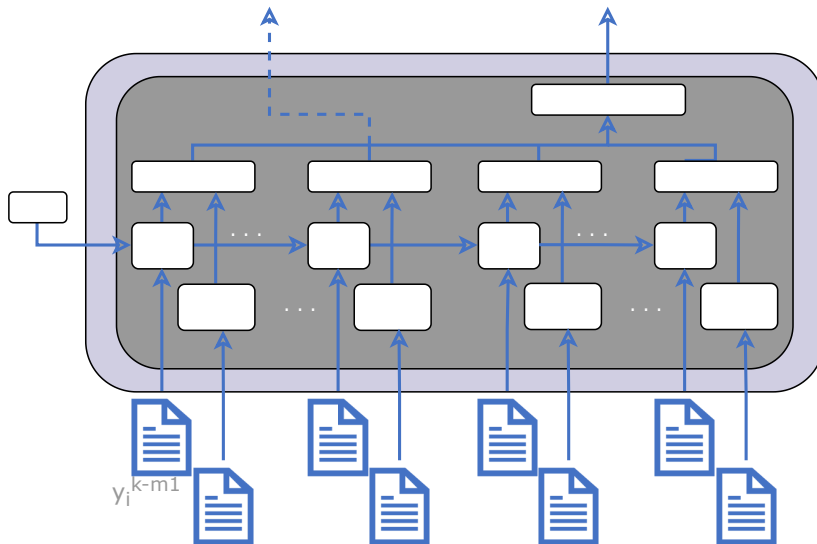 . . . . . .
. . . . . .
y_i^{k-m1}